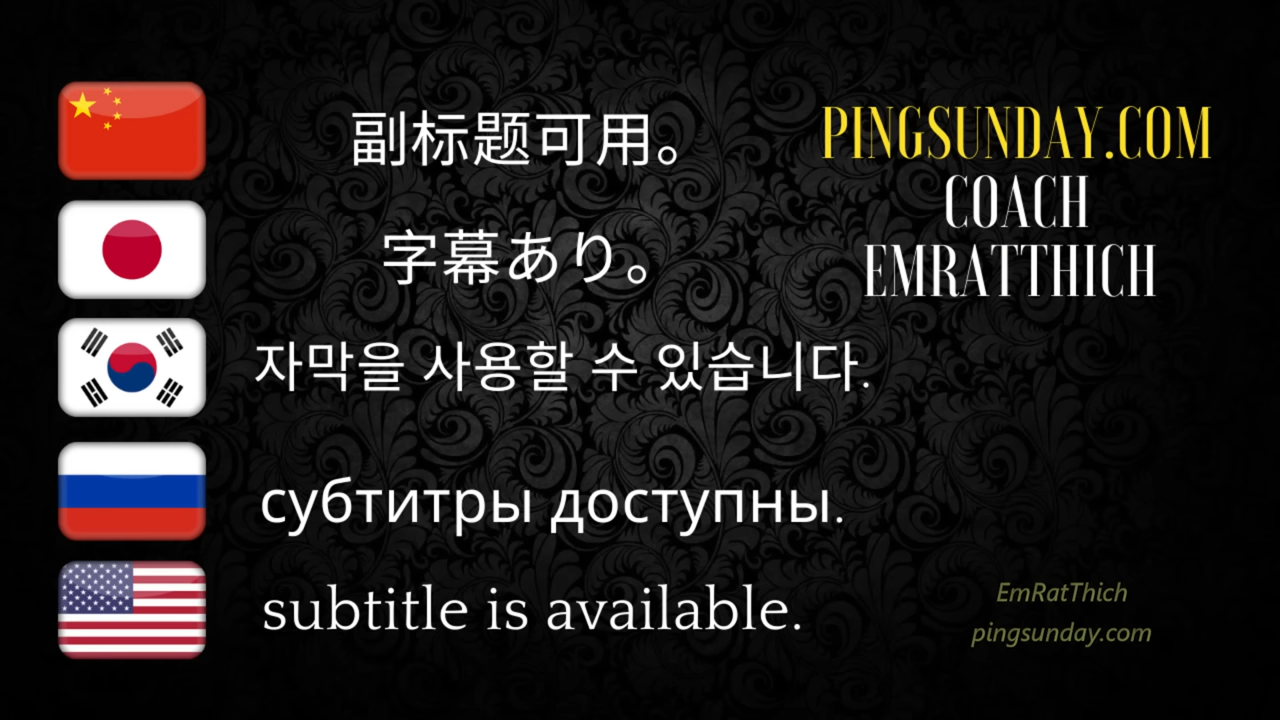 副标题可用。
字幕あり。
자막을 사용할 수 있습니다.
субтитры доступны.
subtitle is available.
PINGSUNDAY.COM
COACH
EMRATTHICH
EmRatThich
pingsunday.com